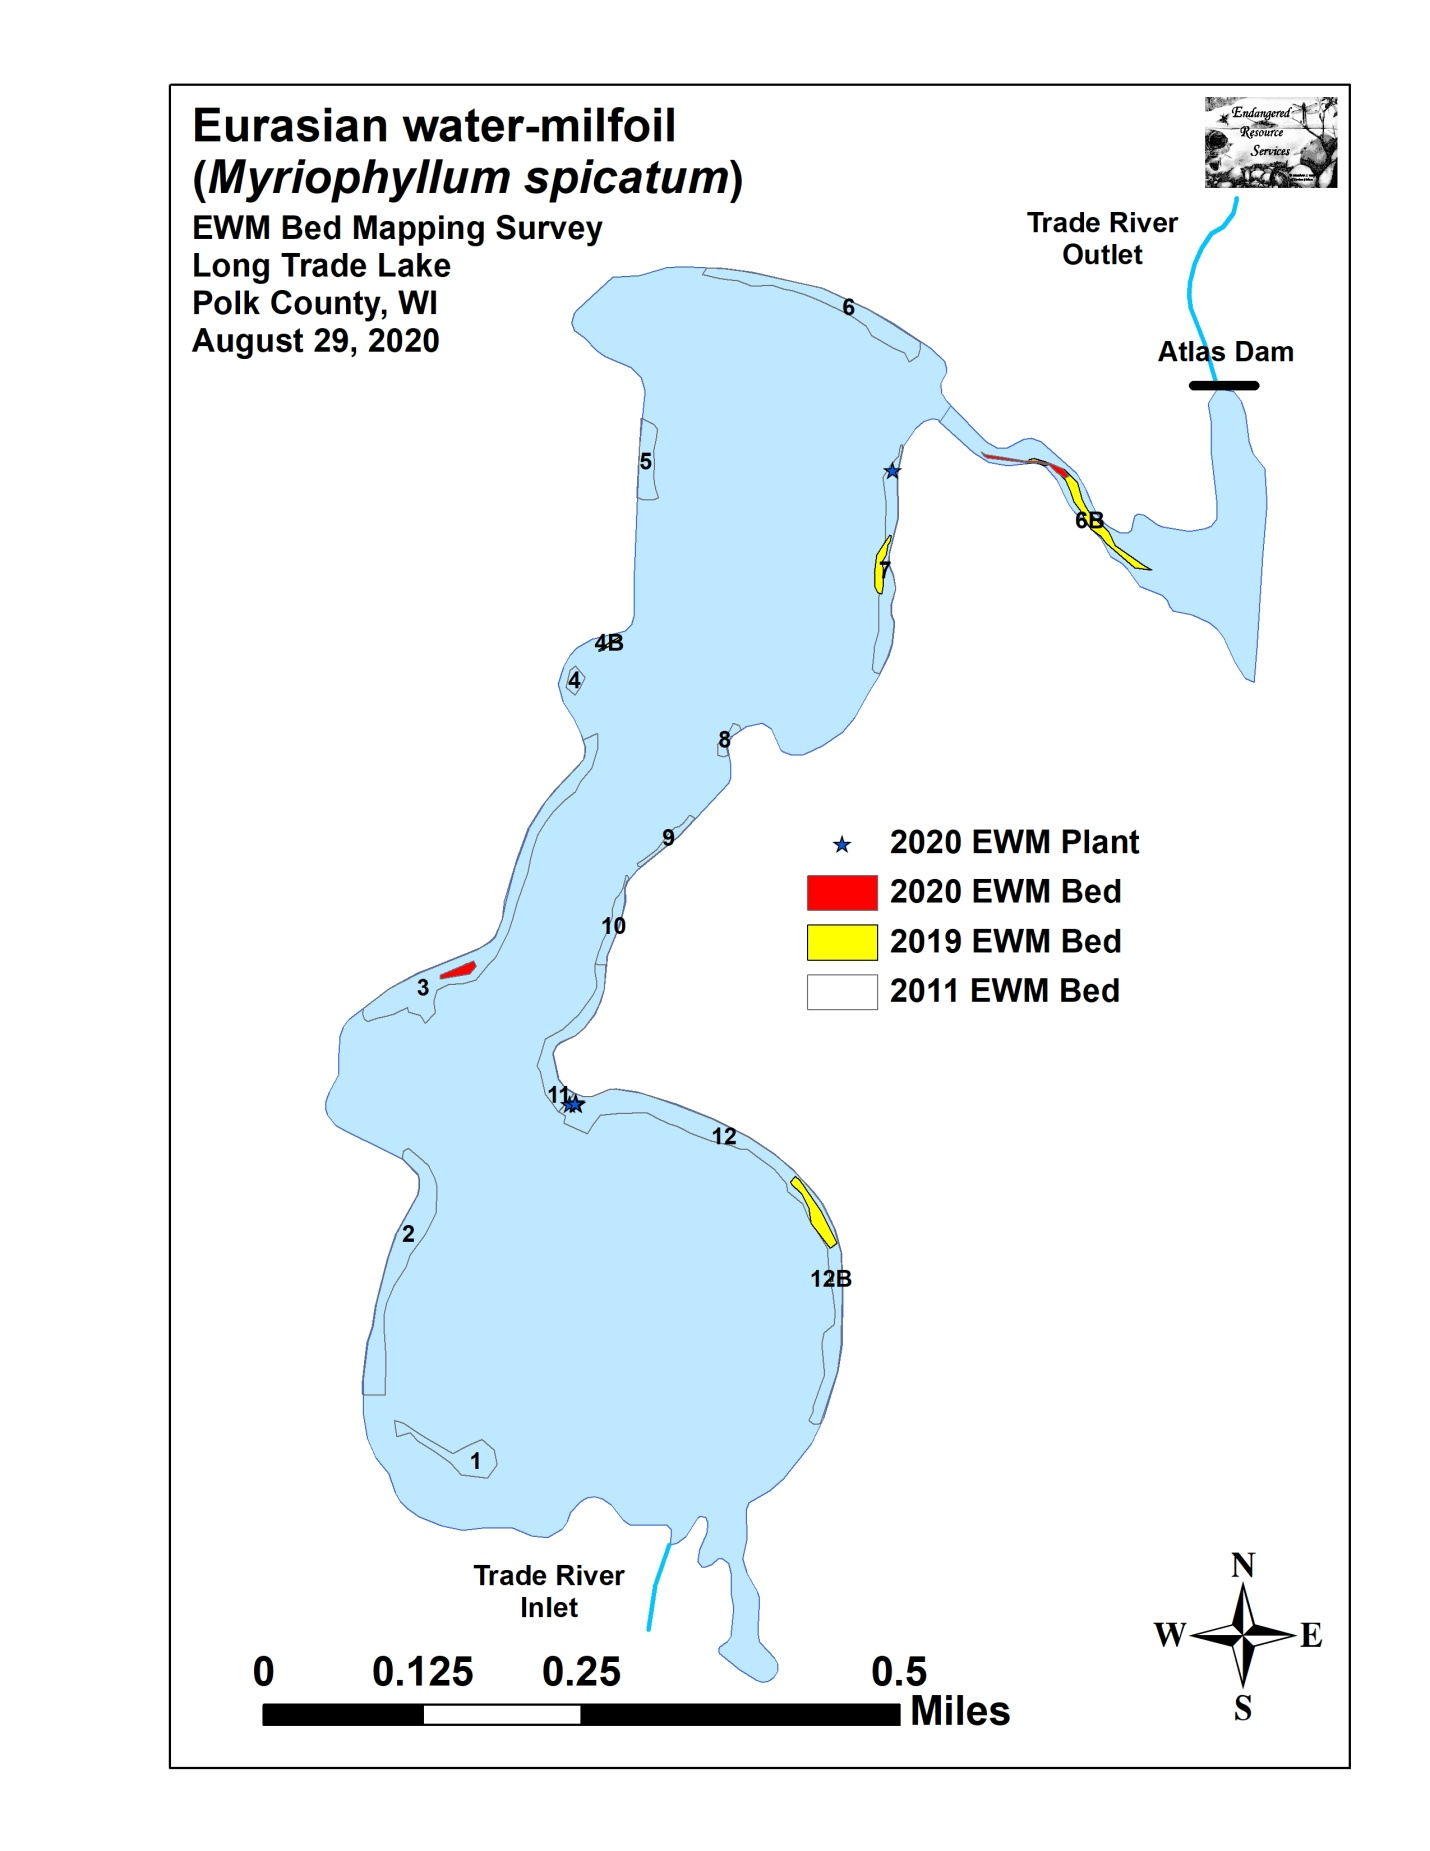 Eurasian water-milfoil
(Myriophyllum spicatum)
EWM Bed Mapping Survey
Long Trade Lake
Polk County, WI
August 29, 2020
Endangered
Resource
Services
Trade River
Outlet
Atlas Dam
6
5
6B
7
4B
4
8
9
10
3
11
12
2
12B
1
2020 EWM Plant
2020 EWM Bed
2019 EWM Bed
2011 EWM Bed
Trade River
Inlet
N
W E
S
0 0.125 0.25 0.5
Miles